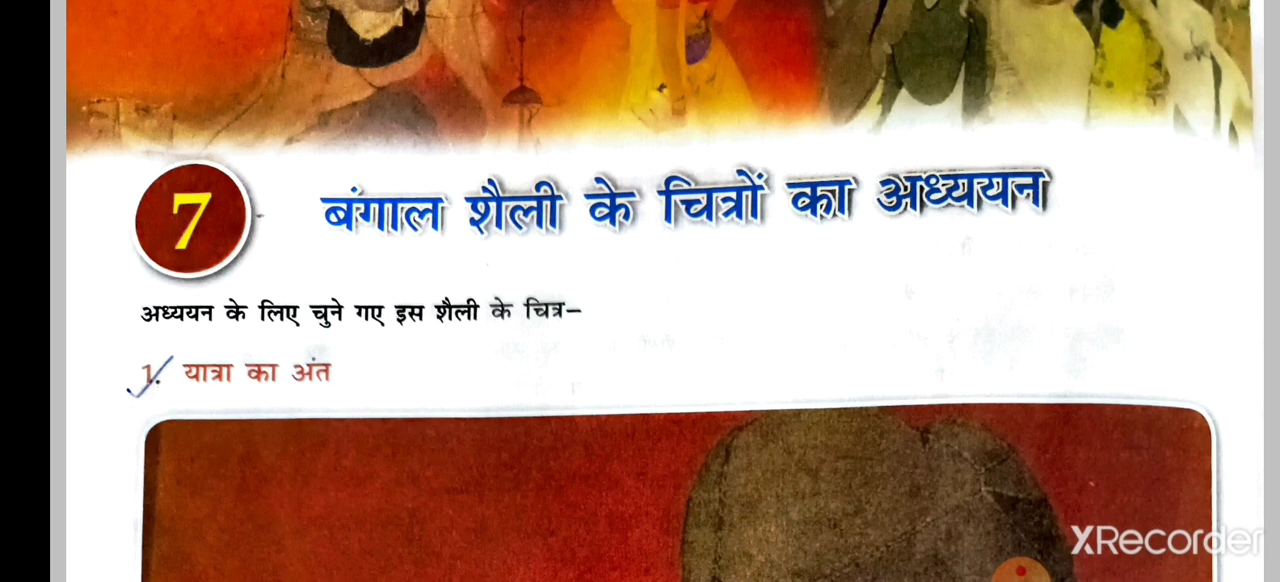 7
बंगाल शैली के चित्रों का अध्ययन
अध्ययन के लिए चुने गए इस शैली के चित्र–
1. यात्रा का अंत
XRecorder